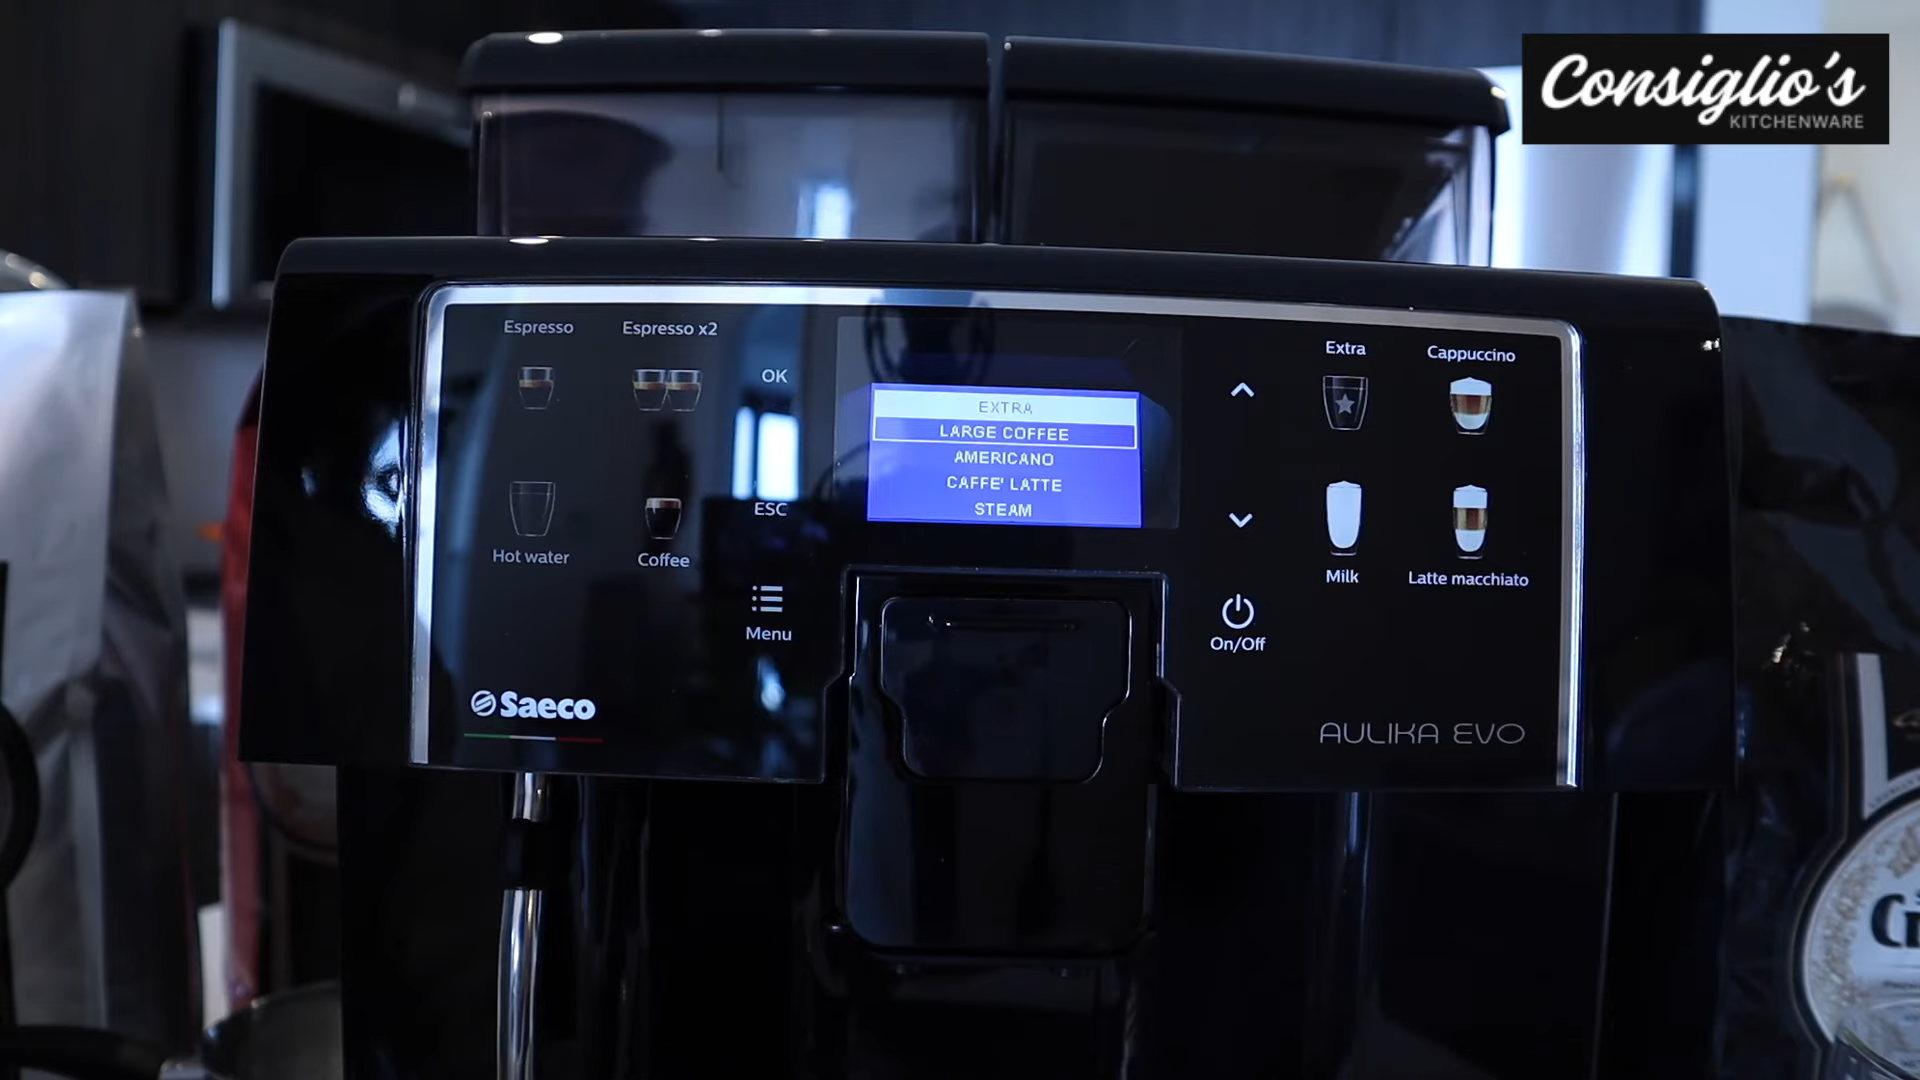 Consiglio's
KITCHENWARE
Espresso
Espresso x2
OK
EXTRA
LARGE COFFEE
AMERICANO
CAFFE' LATTE
STEAM
Extra
Cappuccino
ESC
Hot water
Coffee
Milk
Latte macchiato
Menu
On/Off
Saeco
AULIKA EVO